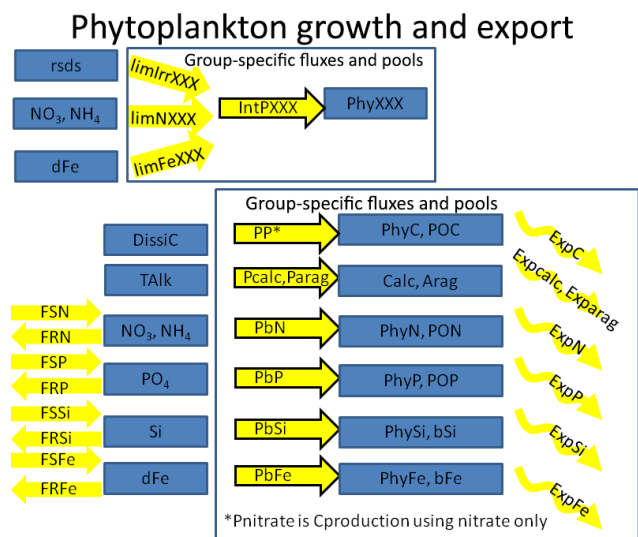 Phytoplankton growth and export
Group-specific fluxes and pools
rsds
limIrrXXX
NO3, NH4
limNXXX
IntPXXX
PhyXXX
dFe
limFeXXX
Group-specific fluxes and pools
DissiC
PP*
PhyC, POC
ExpC
TAlk
Pcalc,Parag
Calc, Arag
Expcalc, Exparag
FSN
FRN
NO3, NH4
PbN
PhyN, PON
ExpN
FSP
FRP
PO4
PbP
PhyP, POP
ExpP
FSSi
FRSi
Si
PbSi
PhySi, bSi
ExpSi
FSFe
FRFe
dFe
PbFe
PhyFe, bFe
ExpFe
*Pnitrate is Cproduction using nitrate only